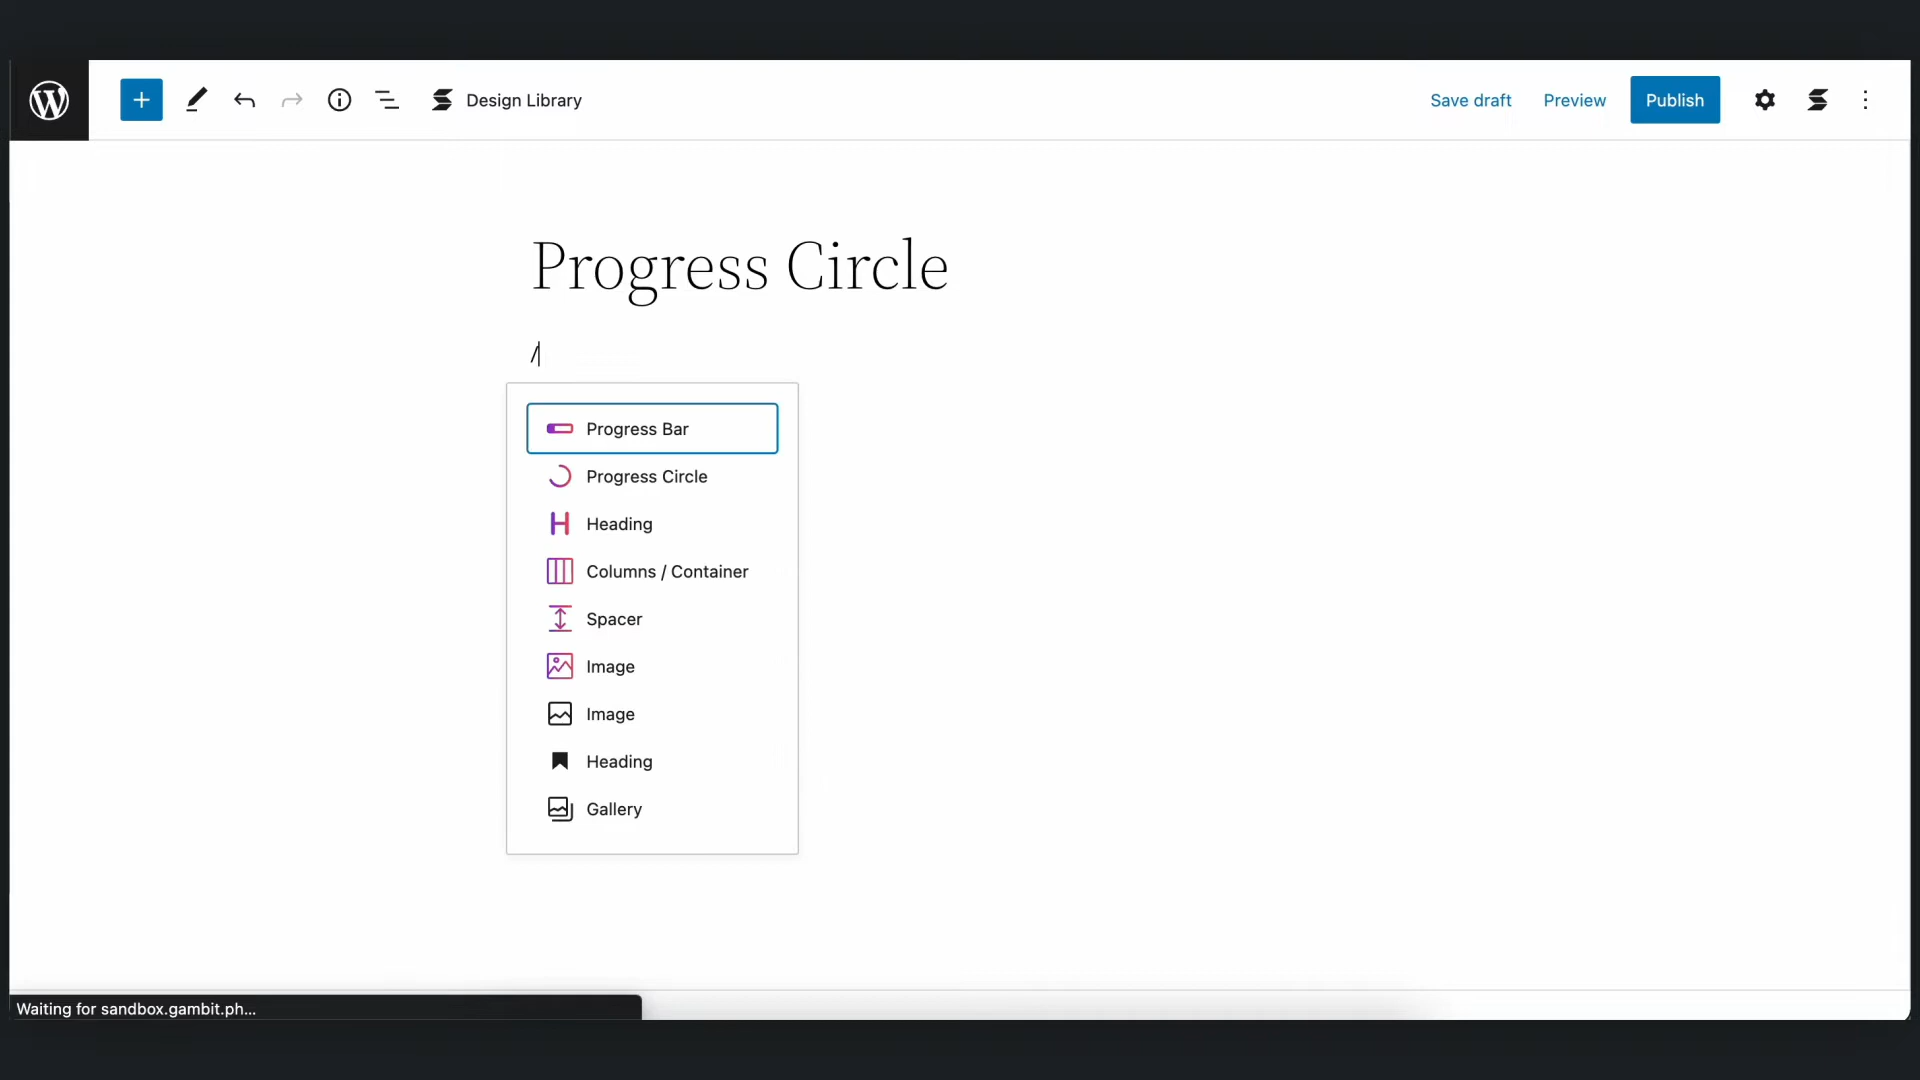 Design Library
Save draft
Preview
Publish
Progress Circle
/
Progress Bar
Progress Circle
Heading
Columns / Container
Spacer
Image
Image
Heading
Gallery
Waiting for sandbox.gambit.ph...